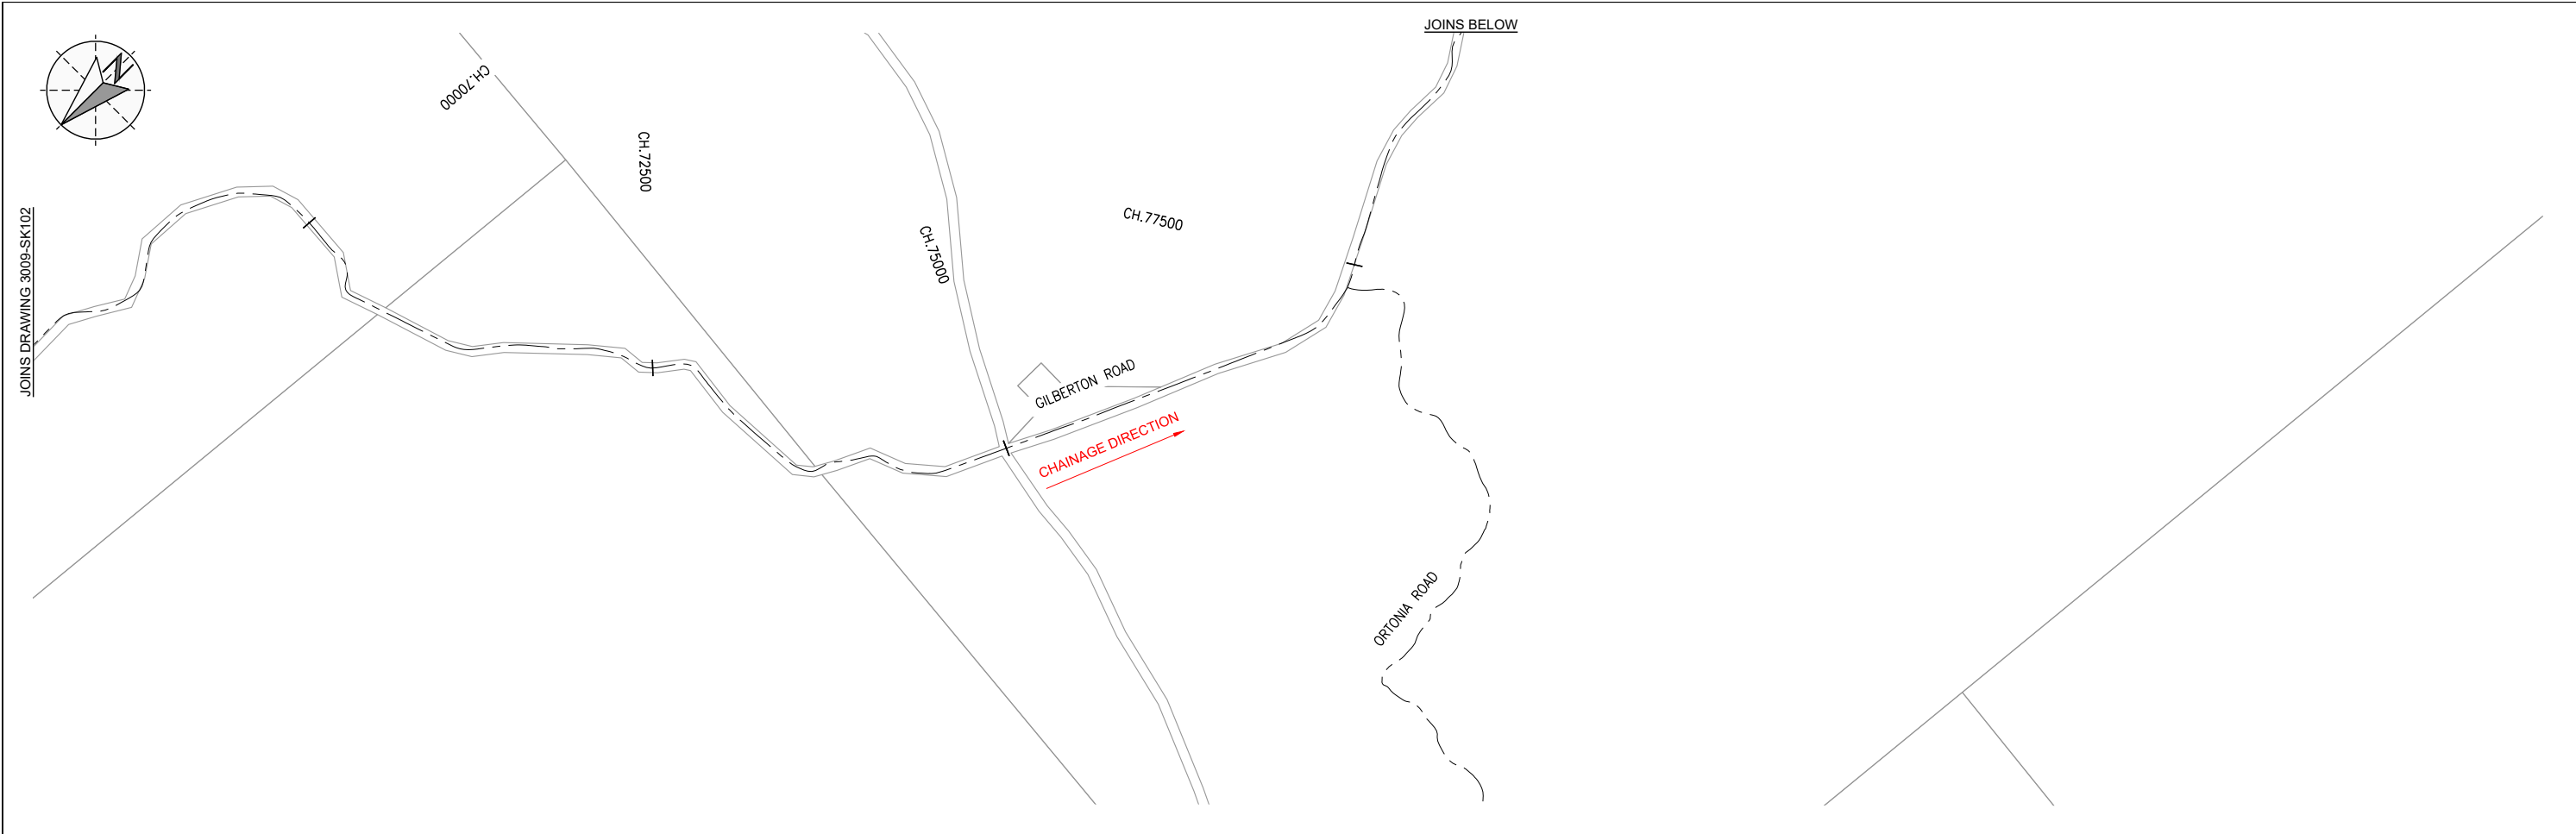 JOINS BELOW
N
CH.70000
CH.72500
JOINS DRAWING 3009-SK102
CH.77500
CH.75000
GILBERTON ROAD
CHAINAGE DIRECTION
ORTONIA ROAD